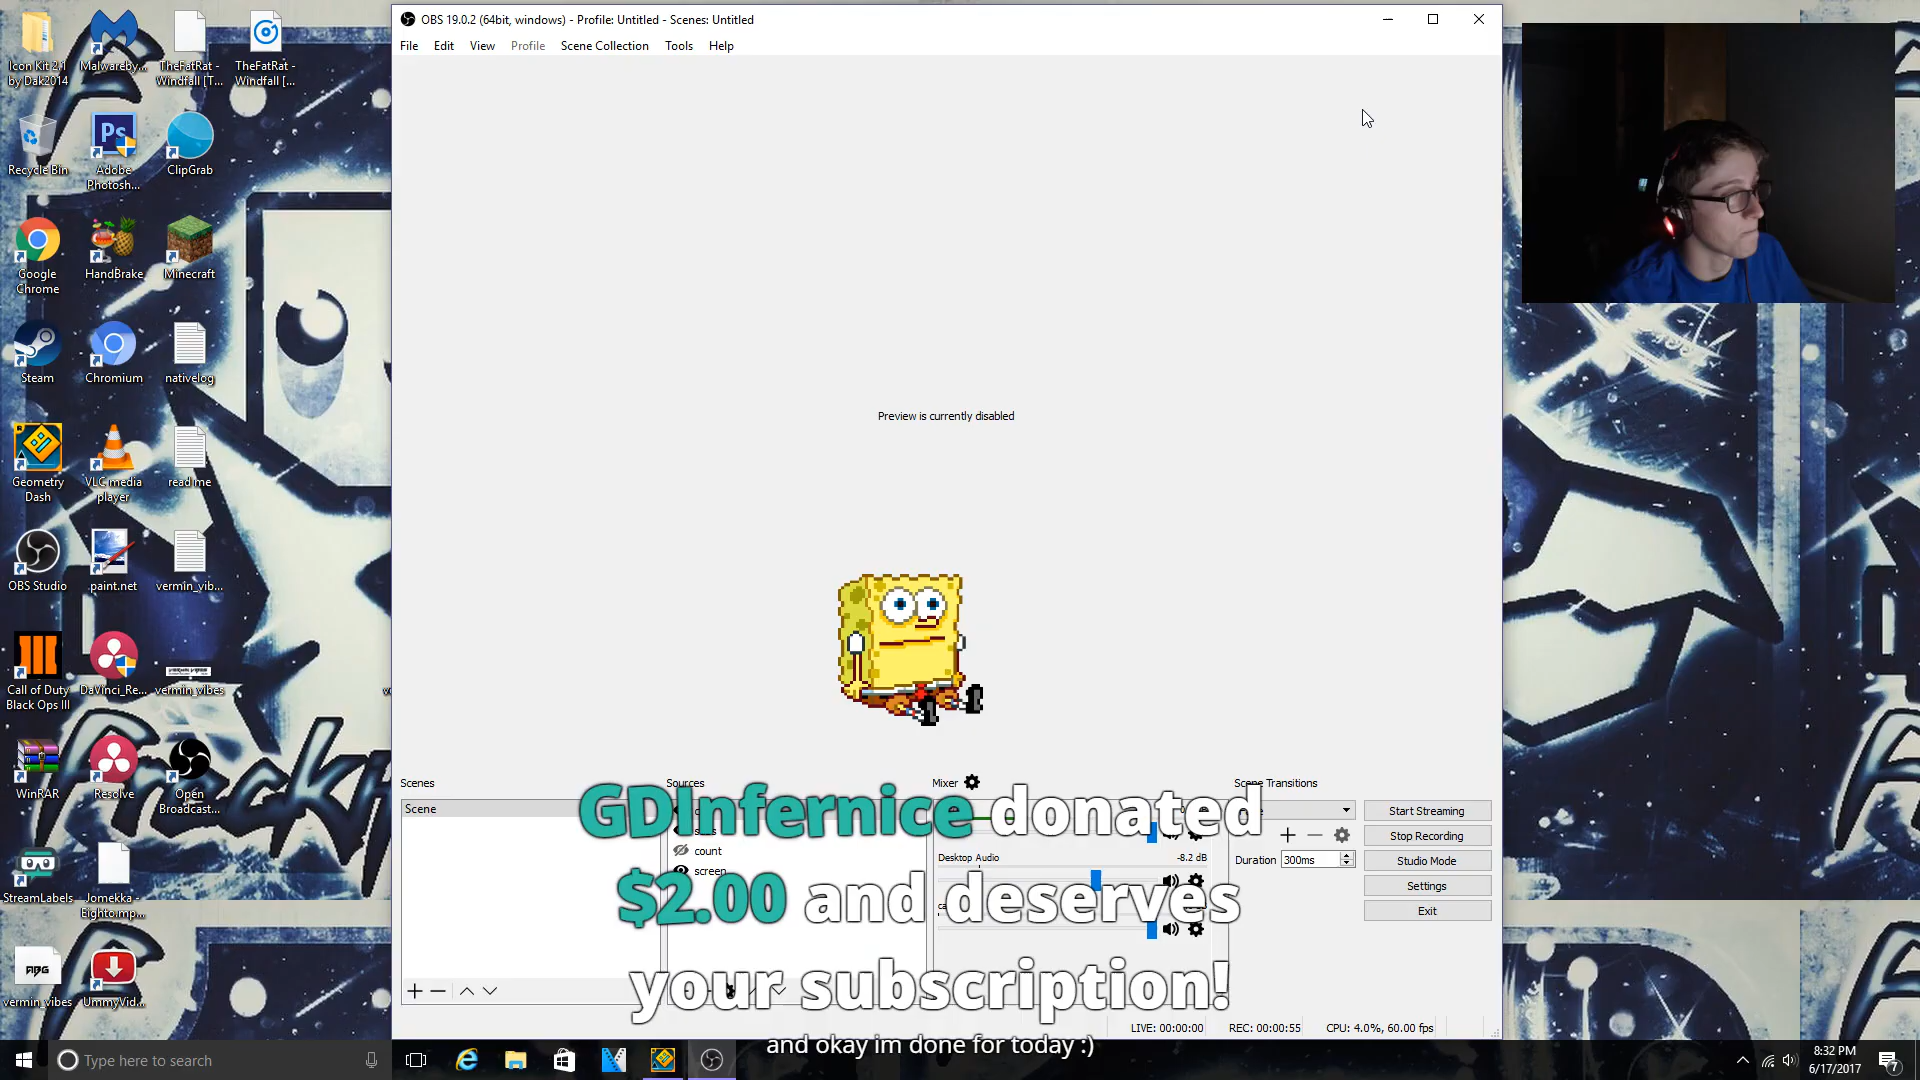 OBS 19.0.2 (64bit, windows) - Profile: Untitled - Scenes: Untitled
File Edit View Profile Scene Collection Tools Help
Icon Kit 2.1
by Dak2014
Malwareby...
TheFatRat -
Windfall [T...
TheFatRat -
Windfall [...
Recycle Bin
Ps
Adobe
Photosh...
ClipGrab
Google
Chrome
HandBrake
Minecraft
Steam
Chromium
nativelog
Geometry
Dash
VLC media
player
read me
OBS Studio
paint.net
vermin_vib...
Call of Duty
Black Ops III
DaVinci_Re...
vermin_vibes
WinRAR
Resolve
Open
Broadcast...
StreamLabels
Jomekka -
Eighto.mp...
vermin_vibes
UmmyVid...
Preview is currently disabled
Scenes
Scene
Sources
count
screen
Mixer
Desktop Audio
-8.2 dB
Scene Transitions
Duration
300ms
Start Streaming
Stop Recording
Studio Mode
Settings
Exit
GDInfernice donated
$2.00 and deserves
your subscription!
and okay im done for today :)
LIVE: 00:00:00
REC: 00:00:55
CPU: 4.0%, 60.00 fps
Type here to search
8:32 PM
6/17/2017
7